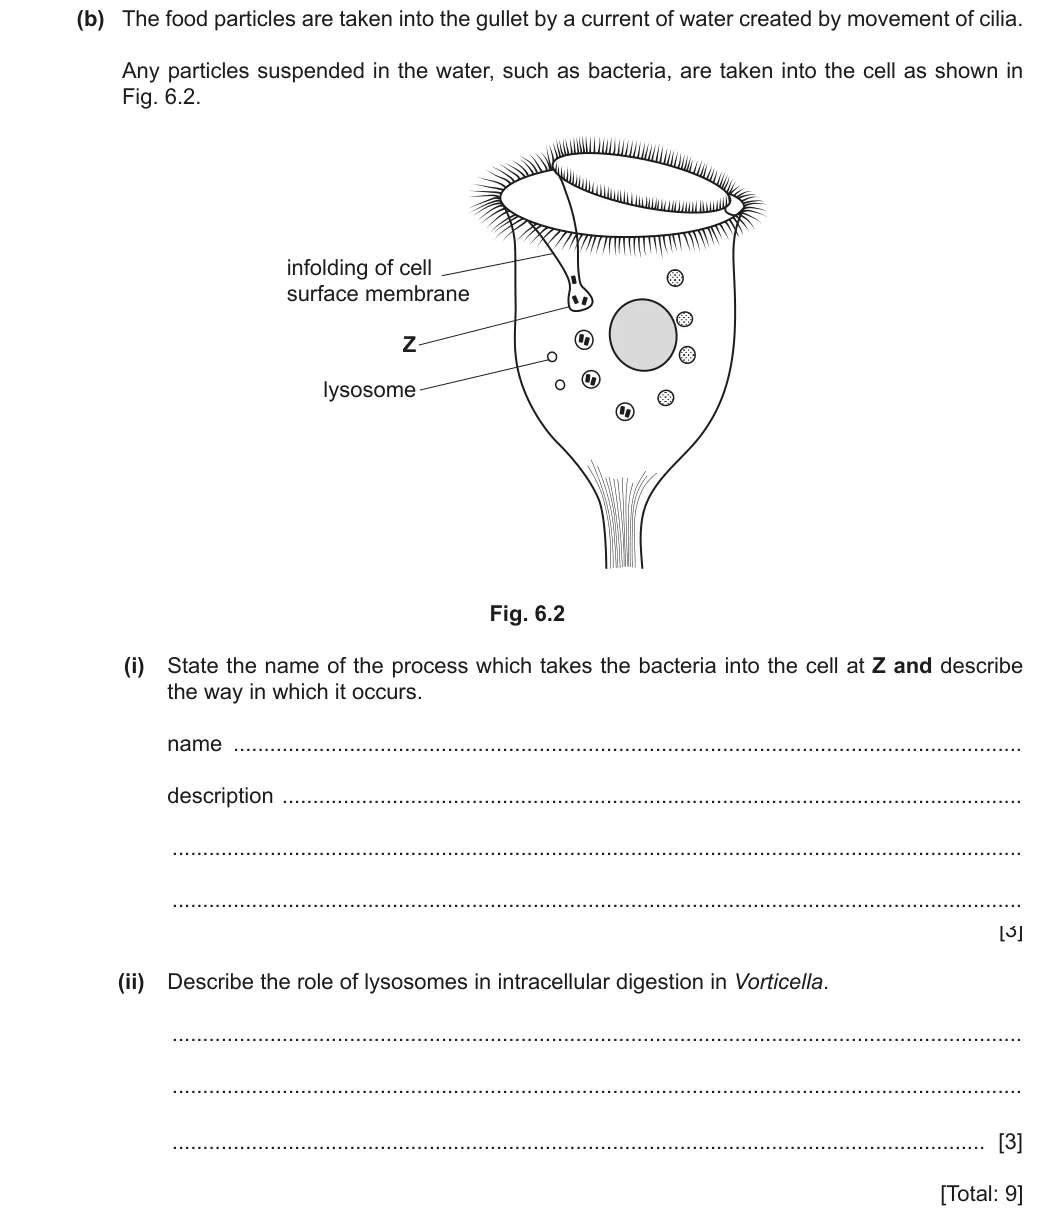 (b) The food particles are taken into the gullet by a current of water created by movement of cilia.
Any particles suspended in the water, such as bacteria, are taken into the cell as shown in
Fig. 6.2.
infolding of cell
surface membrane
Z
lysosome
Fig. 6.2
(i) State the name of the process which takes the bacteria into the cell at Z and describe
the way in which it occurs.
name ..........
description ..........
..........
..........
[3]
(ii) Describe the role of lysosomes in intracellular digestion in Vorticella.
..........
..........
.......... [3]
[Total: 9]